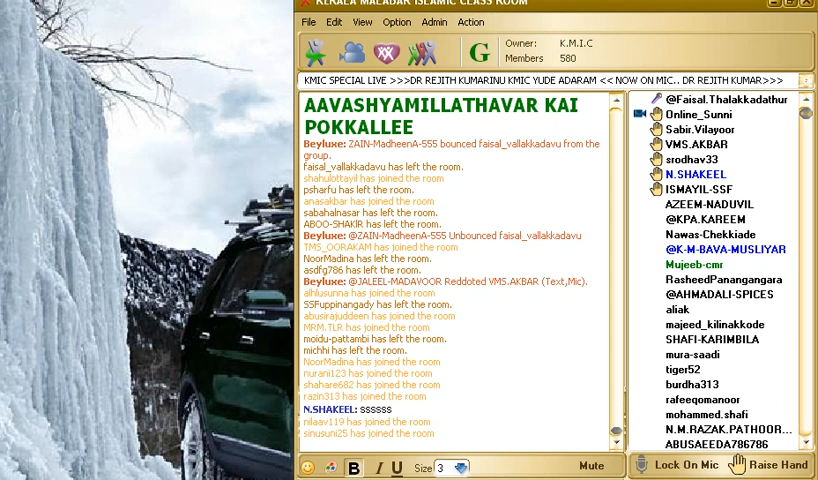 KERALA MALABAR ISLAMIC CLASS ROOM
File Edit View Option Admin Action
G
Owner: K.M.I.C
Members 580
KMIC SPECIAL LIVE >>>DR REJITH KUMARINU KMIC YUDE ADARAM << NOW ON MIC.. DR REJITH KUMAR>>>
AAVASHYAMILLATHAVAR KAI
POKKALLEE
Beyluxe: ZAIN-MadheenA-555 bounced faisal_vallakkadavu from the
group.
faisal_vallakkadavu has left the room.
shahulottayil has joined the room
psharfu has left the room.
anasakbar has joined the room
sabahalnasar has left the room.
ABOO-SHAKIR has left the room.
Beyluxe: @ZAIN-MadheenA-555 Unbounced faisal_vallakkadavu
TMS_OORAKAM has joined the room
NoorMadina has left the room.
asdfg786 has left the room.
Beyluxe: @JALEEL-MADAVOOR Reddoted VMS.AKBAR (Text,Mic).
alhlusunna has joined the room
SSFuppinangady has left the room.
abusirajuddeen has joined the room
MRM.TLR has joined the room
moidu-pattambi has left the room.
michhi has left the room.
NoorMadina has joined the room
nurani123 has joined the room
shahare682 has joined the room
razin313 has joined the room
N.SHAKEEL: ssssss
nilaav119 has joined the room
sinusuni25 has joined the room
B I U Size 3 Mute
@Faisal.Thalakkadathur
Online_Sunni
Sabir.Vilayoor
VMS.AKBAR
srodhav33
N.SHAKEEL
ISMAYIL-SSF
AZEEM-NADUVIL
@KPA.KAREEM
Nawas-Chekkiade
@K-M-BAVA-MUSLIYAR
Mujeeb-cmr
RasheedPanangangara
@AHMADALI-SPICES
aliak
majeed_kilinakkode
SHAFI-KARIMBILA
mura-saadi
tiger52
burdha313
rafeeqomanoor
mohammed.shafi
N.M.RAZAK.PATHOOR...
ABUSAEEDA786786
Lock On Mic Raise Hand